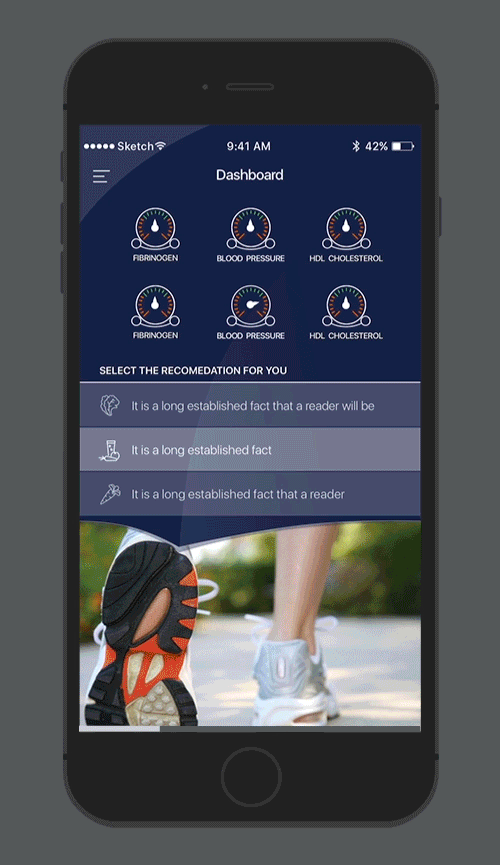 Sketch
9:41 AM
42%
Dashboard
FIBRINOGEN
BLOOD PRESSURE
HDL CHOLESTEROL
FIBRINOGEN
BLOOD PRESSURE
HDL CHOLESTEROL
SELECT THE RECOMEDATION FOR YOU
It is a long established fact that a reader will be
It is a long established fact
It is a long established fact that a reader